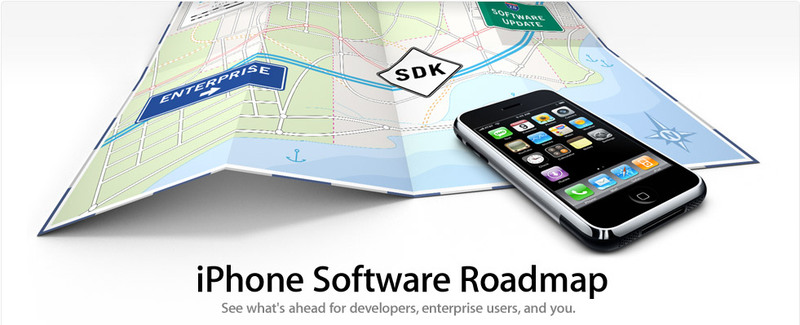 SOFTWARE
UPDATE
SDK
ENTERPRISE
iPhone Software Roadmap
See what's ahead for developers, enterprise users, and you.